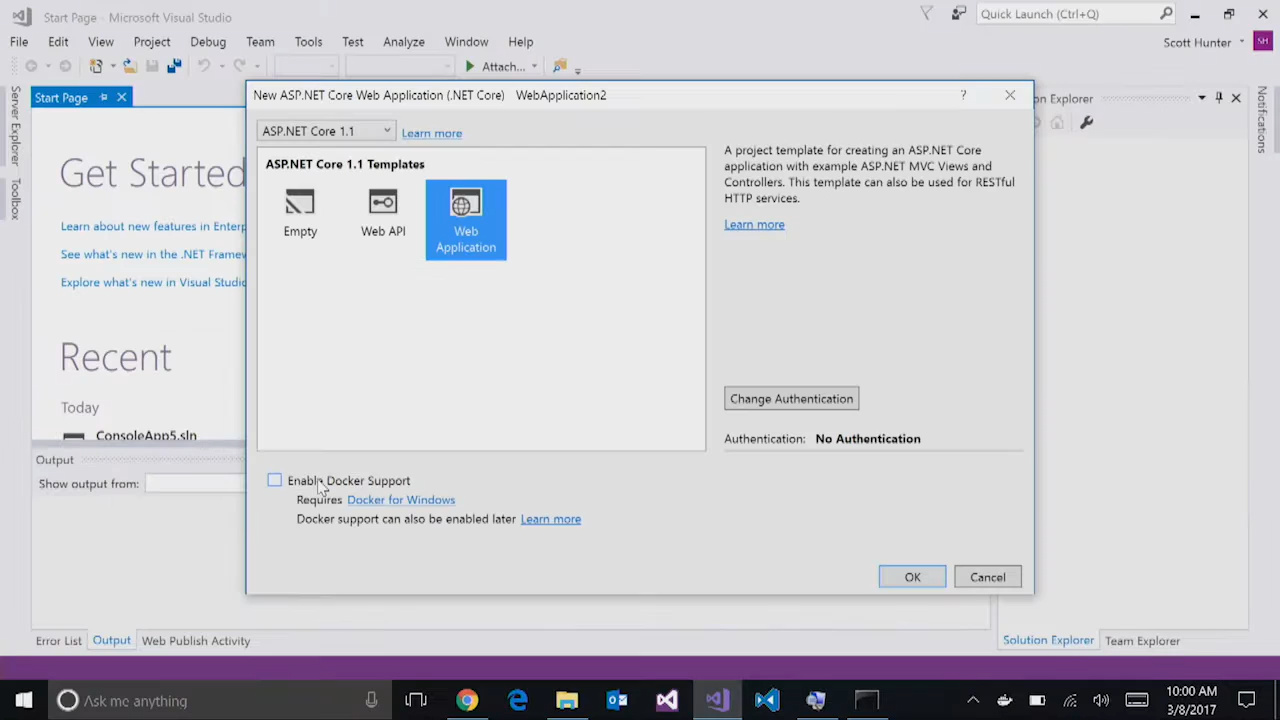 Start Page - Microsoft Visual Studio
Quick Launch (Ctrl+Q)
File Edit View Project Debug Team Tools Test Analyze Window Help
Scott Hunter SH
Attach...
Server Explorer
Toolbox
Start Page
Get Started
Learn about new features in Enterp
See what's new in the .NET Framew
Explore what's new in Visual Studio
Recent
Today
ConsoleApp5.sln
New ASP.NET Core Web Application (.NET Core) WebApplication2
?
ASP.NET Core 1.1 Learn more
ASP.NET Core 1.1 Templates
Empty
Web API
Web
Application
A project template for creating an ASP.NET Core
application with example ASP.NET MVC Views and
Controllers. This template can also be used for RESTful
HTTP services.
Learn more
Change Authentication
Authentication: No Authentication
Enable Docker Support
Requires Docker for Windows
Docker support can also be enabled later Learn more
OK
Cancel
on Explorer
Notifications
Output
Show output from:
Error List Output Web Publish Activity
Solution Explorer Team Explorer
Ask me anything
10:00 AM
3/8/2017